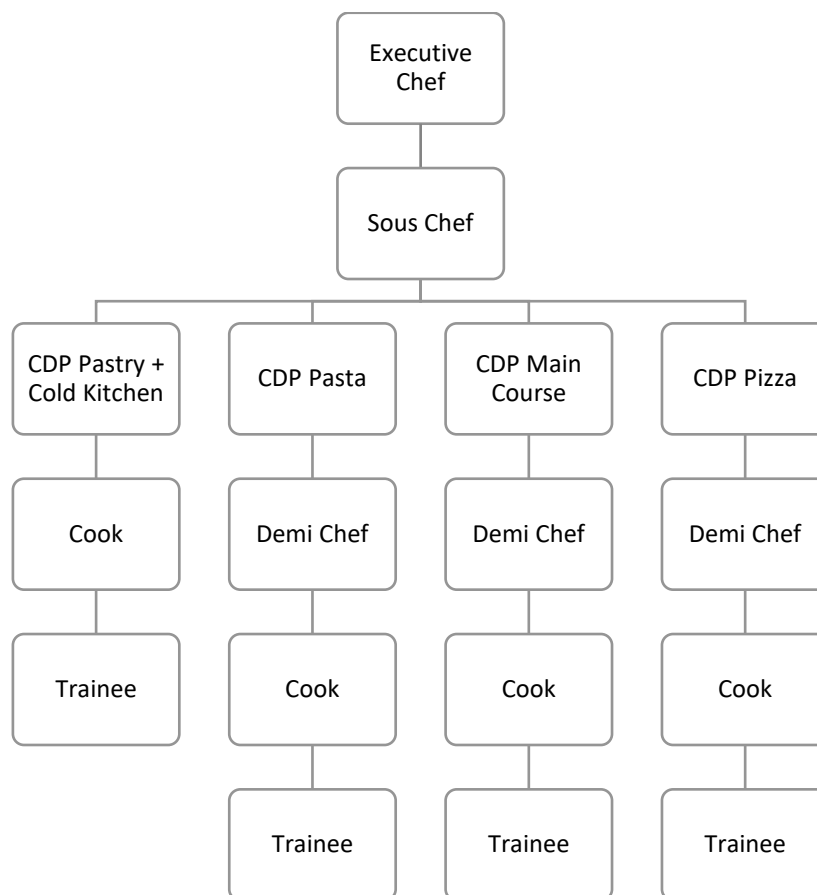 Executive
Chef
Sous Chef
CDP Pastry +
Cold Kitchen
CDP Pasta
CDP Main
Course
CDP Pizza
Cook
Demi Chef
Demi Chef
Demi Chef
Trainee
Cook
Cook
Cook
Trainee
Trainee
Trainee